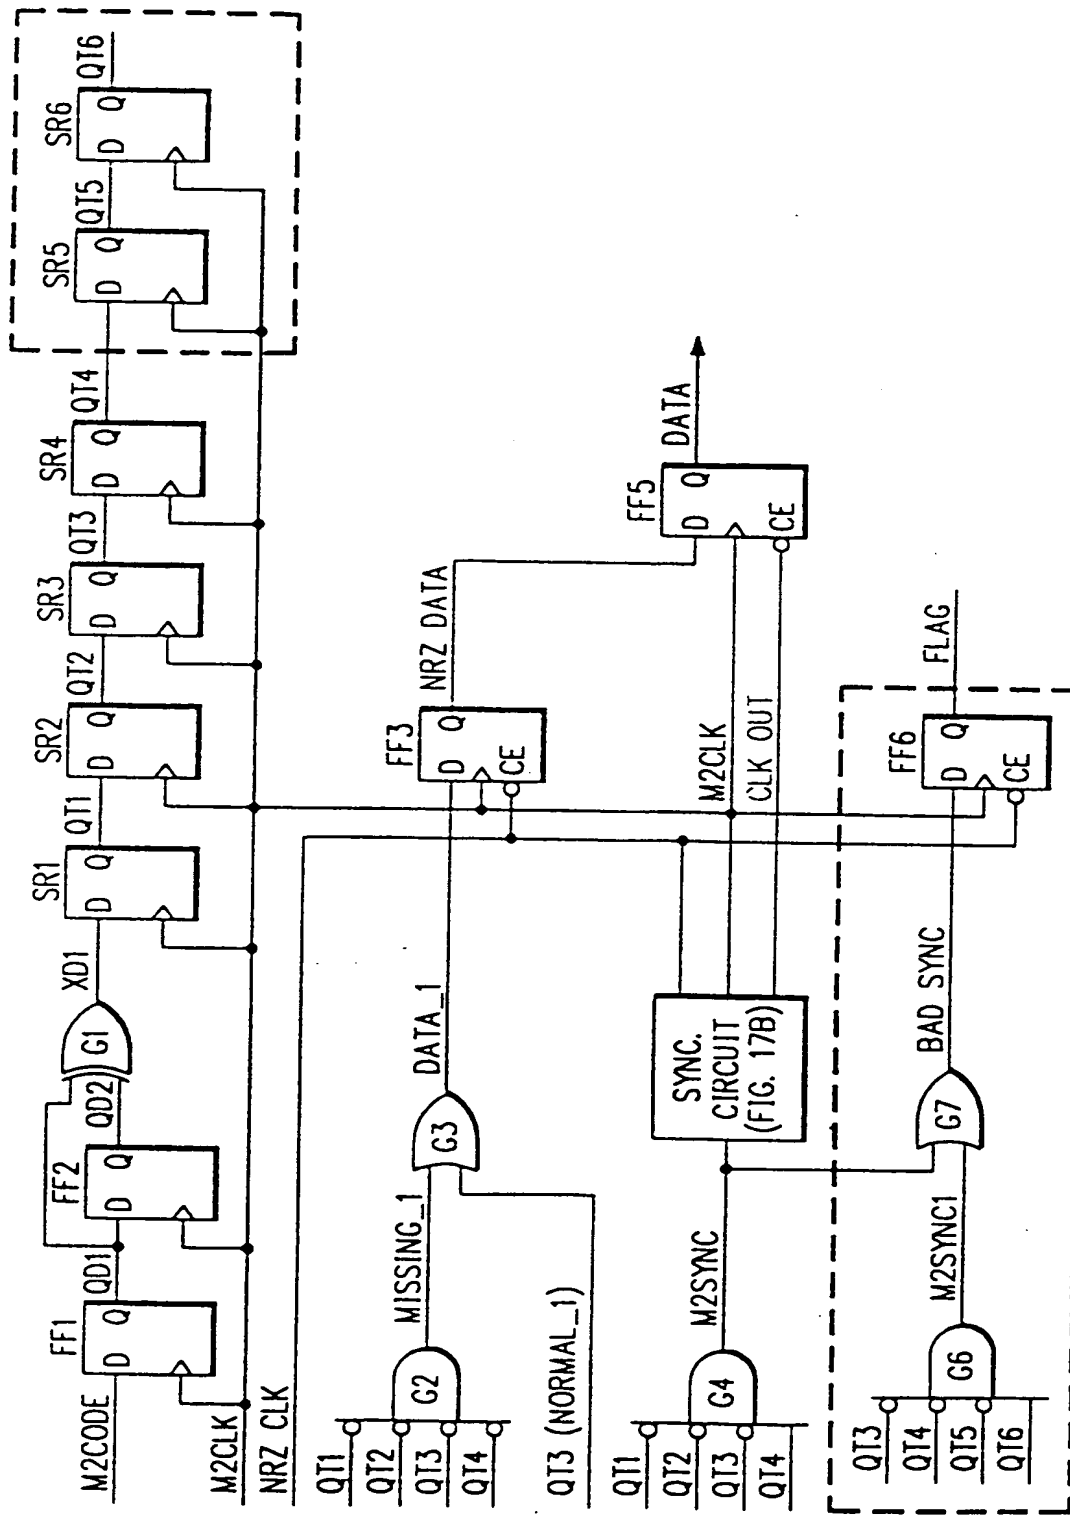 M2CODE
FF1
D Q
QD1
FF2
D Q
QD2
G1
XD1
SR1
D Q
QT1
SR2
D Q
QT2
SR3
D Q
QT3
SR4
D Q
QT4
SR5
D Q
QT5
SR6
D Q
QT6
M2CLK
NRZ CLK
QT1
QT2
QT3
QT4
G2
MISSING_1
QT3 (NORMAL_1)
G3
DATA_1
FF3
D Q
CE
NRZ DATA
FF5
D Q
CE
DATA
QT1
QT2
QT3
QT4
G4
M2SYNC
SYNC.
CIRCUIT
(FIG. 17B)
M2CLK
CLK OUT
QT3
QT4
QT5
QT6
G6
M2SYNC1
G7
BAD SYNC
FF6
D Q
CE
FLAG